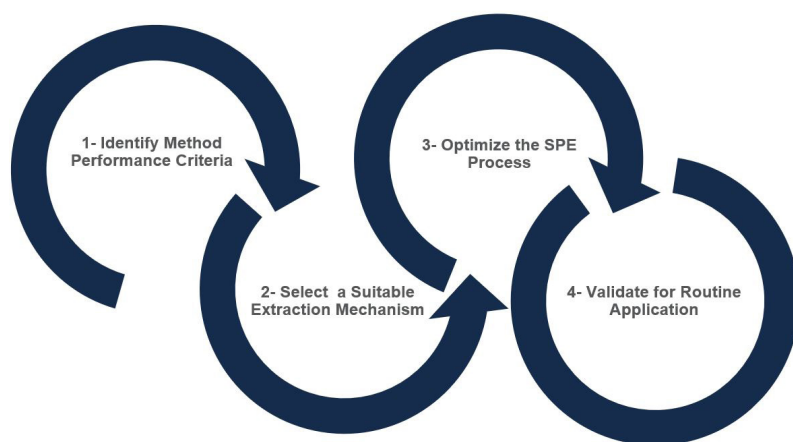 1- Identify Method
Performance Criteria
2- Select  a Suitable
Extraction Mechanism
3- Optimize the SPE
Process
4- Validate for Routine
Application